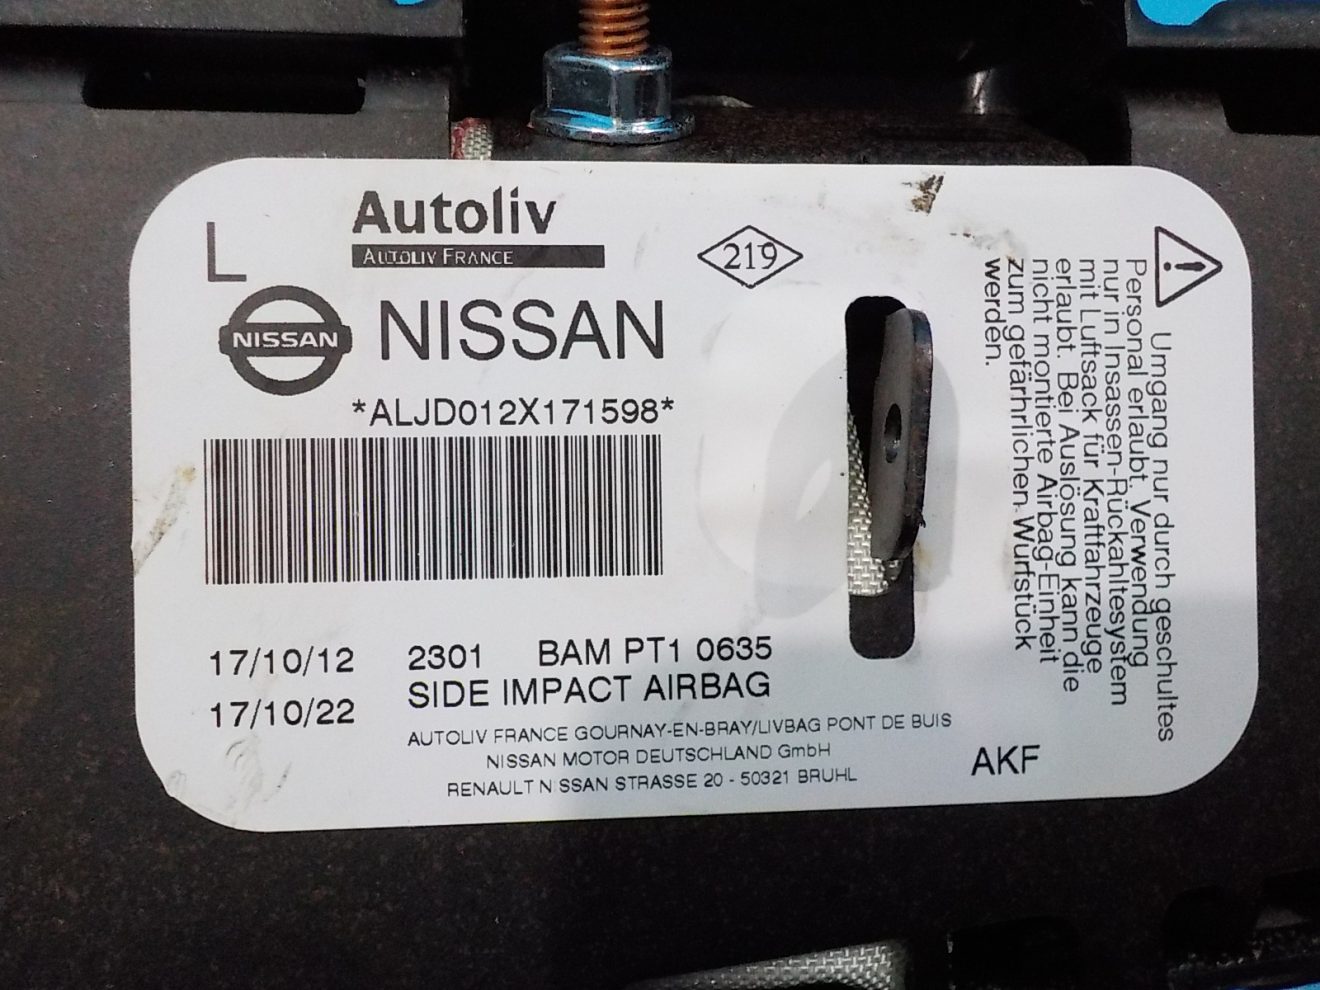 L
Autoliv
AUTOLIV FRANCE
219
NISSAN
NISSAN
*ALJD012X171598*
17/10/12 2301 BAM PT1 0635
17/10/22 SIDE IMPACT AIRBAG
AUTOLIV FRANCE GOURNAY-EN-BRAY/LIVBAG PONT DE BUIS
NISSAN MOTOR DEUTSCHLAND GmbH
RENAULT NISSAN STRASSE 20 - 50321 BRUHL
AKF
!
Umgang nur durch geschultes
Personal erlaubt. Verwendung
nur in Insassen-Rückahltesystem
mit Luftsack für Kraftfahrzeuge
erlaubt. Bei Auslösung kann die
nicht montierte Airbag-Einheit
zum gefärhrlichen Wurfstück
werden.